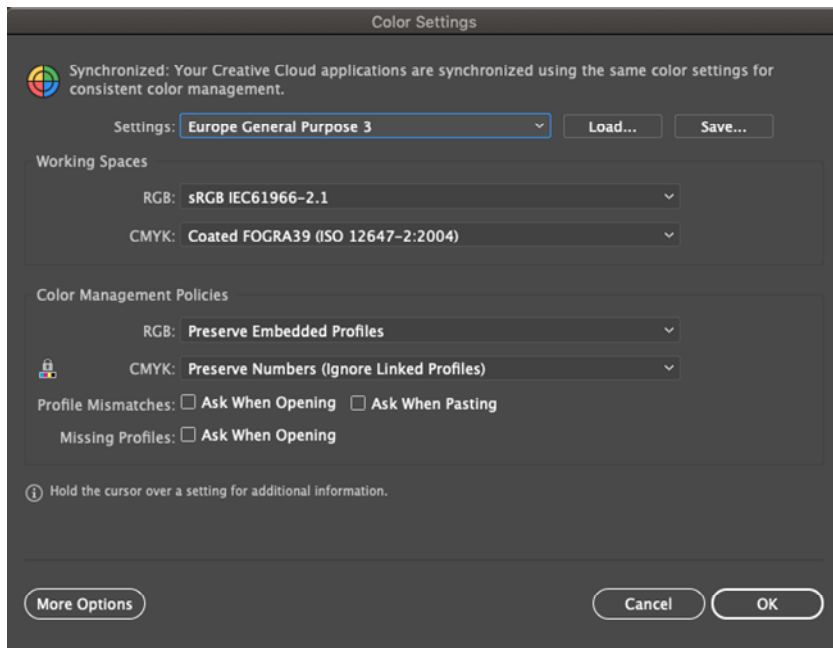 Color Settings
Synchronized: Your Creative Cloud applications are synchronized using the same color settings for
consistent color management.
Settings: Europe General Purpose 3 Load... Save...
Working Spaces
RGB: sRGB IEC61966-2.1
CMYK: Coated FOGRA39 (ISO 12647-2:2004)
Color Management Policies
RGB: Preserve Embedded Profiles
CMYK: Preserve Numbers (Ignore Linked Profiles)
Profile Mismatches: Ask When Opening Ask When Pasting
Missing Profiles: Ask When Opening
Hold the cursor over a setting for additional information.
More Options Cancel OK